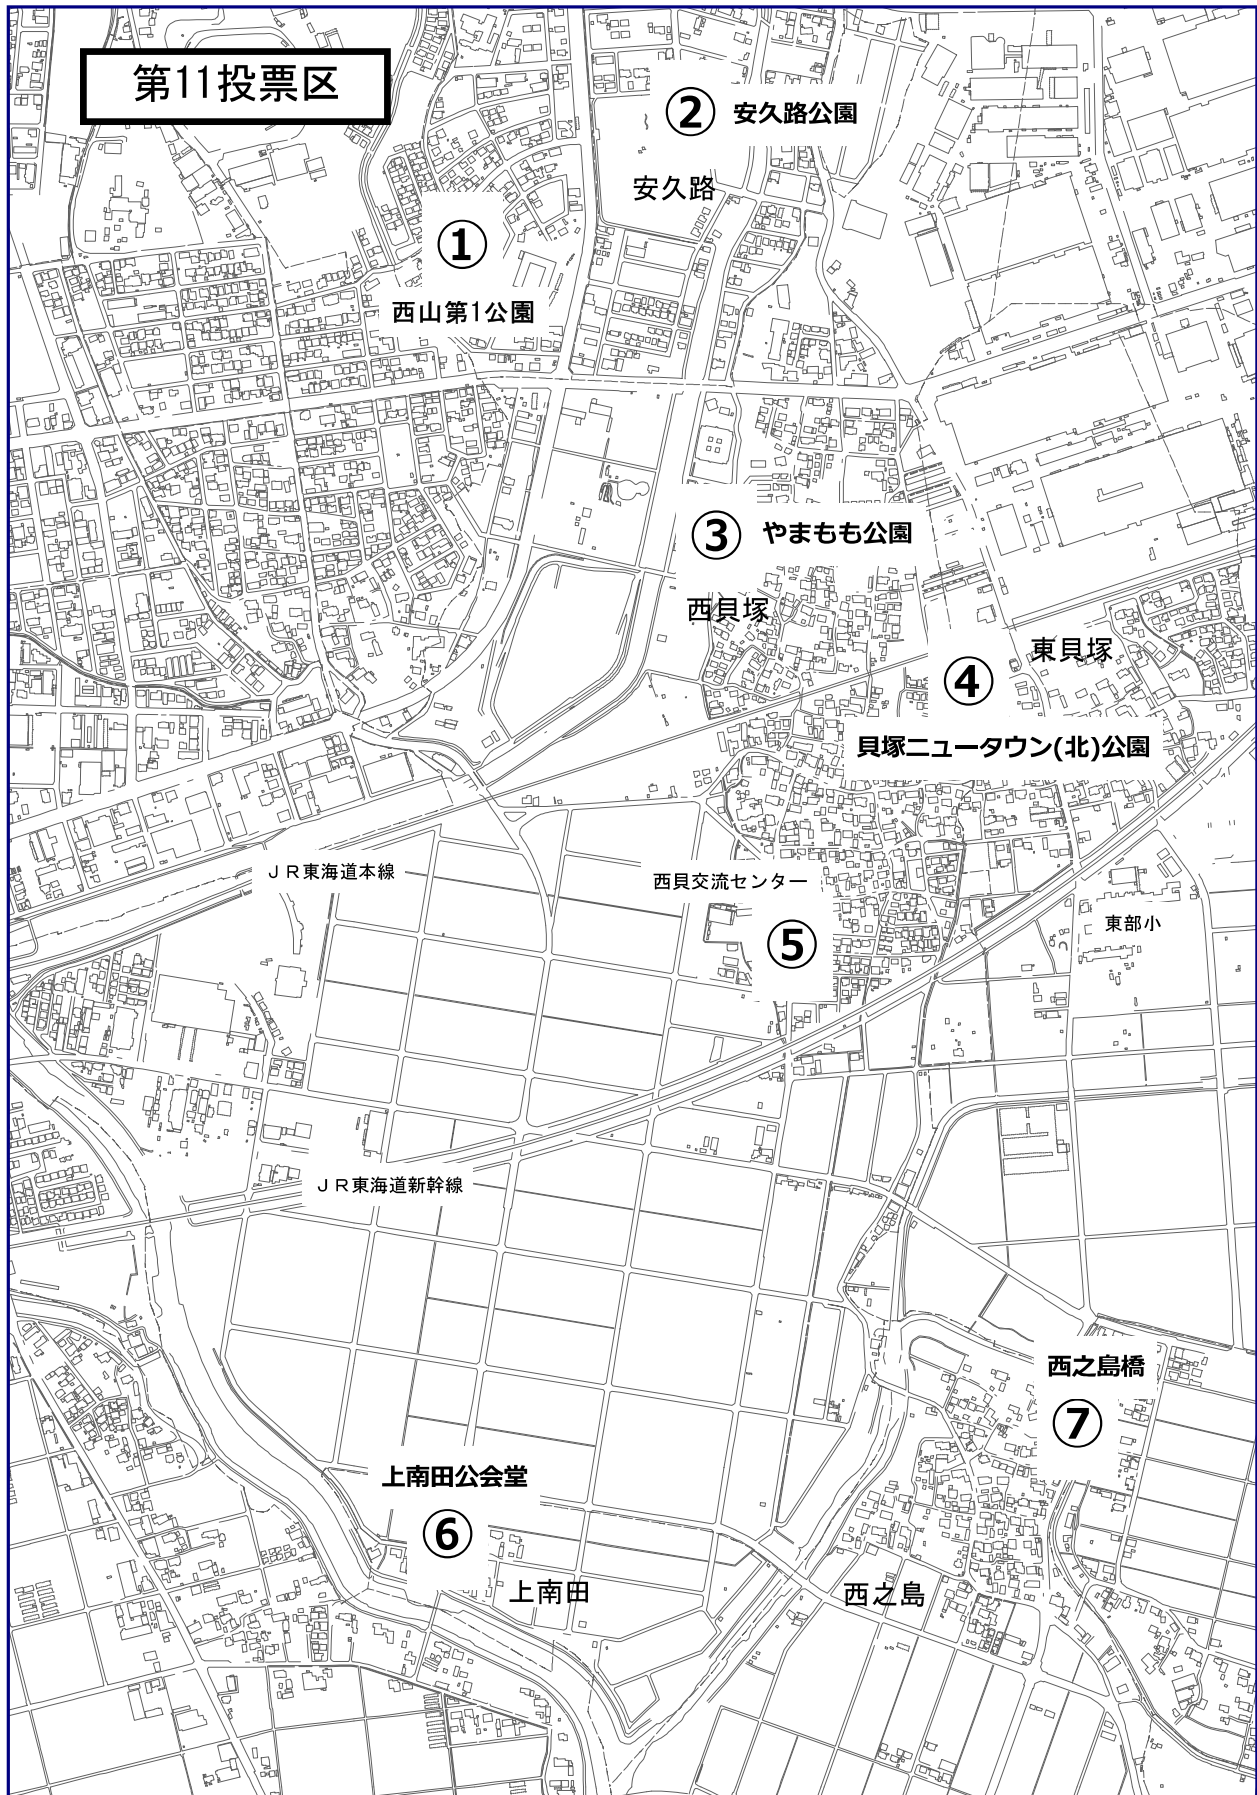 第11投票区
② 安久路公園
安久路
①
西山第1公園
③ やまもも公園
西貝塚
東貝塚
④
貝塚ニュータウン(北)公園
ＪＲ東海道本線
西貝交流センター
東部小
⑤
ＪＲ東海道新幹線
西之島橋
⑦
上南田公会堂
⑥
上南田
西之島